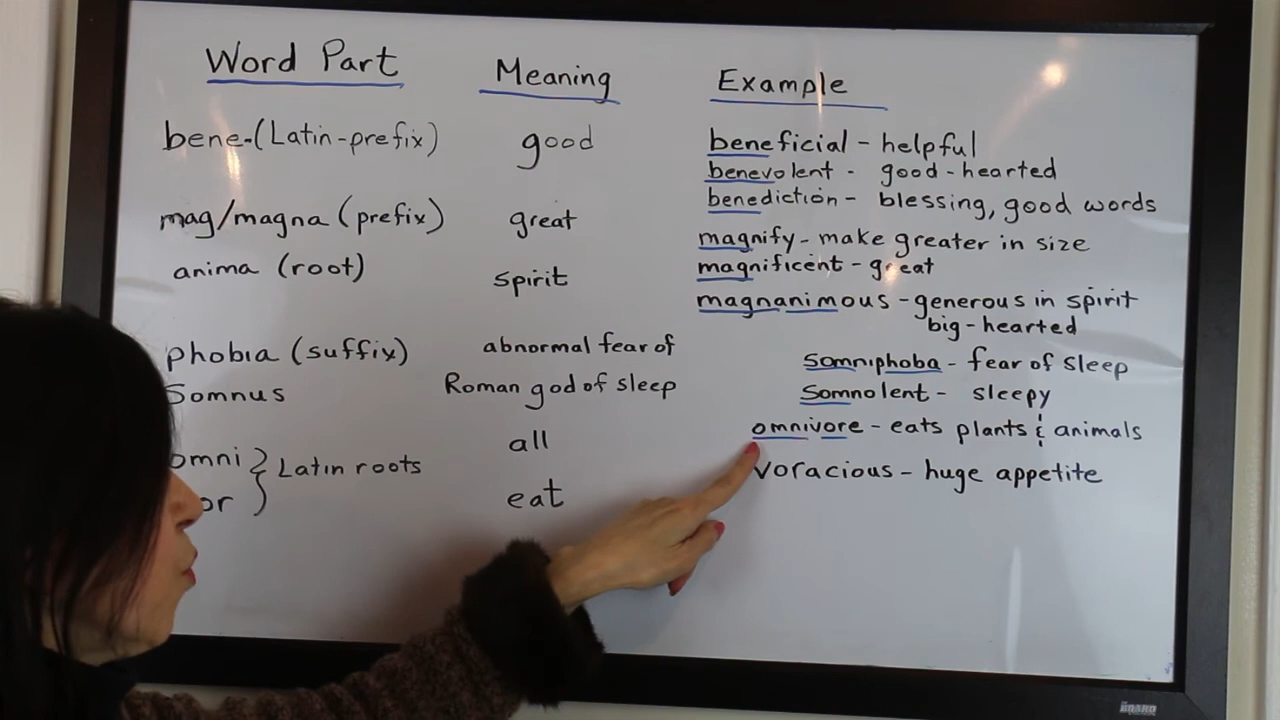 Word Part Meaning Example
bene-(Latin-prefix) good beneficial - helpful
benevolent - good-hearted
benediction - blessing, good words
mag/magna (prefix) great magnify - make greater in size
anima (root) spirit magnificent - great
magnanimous - generous in spirit
big-hearted
phobia (suffix) abnormal fear of somniphoba - fear of sleep
Somnus Roman god of sleep Somnolent - sleepy
omni } Latin roots all omnivore - eats plants & animals
eat voracious - huge appetite
BOARD